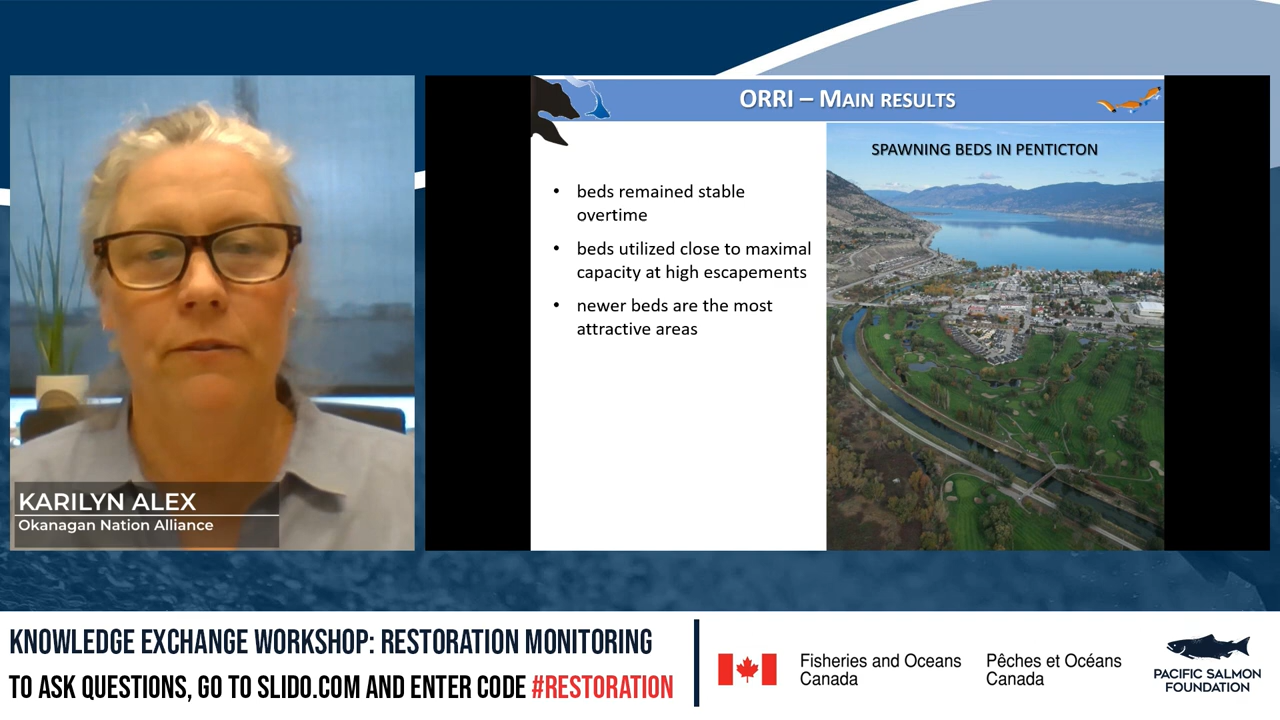 ORRI – MAIN RESULTS
SPAWNING BEDS IN PENTICTON
• beds remained stable
overtime
• beds utilized close to maximal
capacity at high escapements
• newer beds are the most
attractive areas
KARILYN ALEX
Okanagan Nation Alliance
KNOWLEDGE EXCHANGE WORKSHOP: RESTORATION MONITORING
TO ASK QUESTIONS, GO TO SLIDO.COM AND ENTER CODE #RESTORATION
Fisheries and Oceans
Canada
Pêches et Océans
Canada
PACIFIC SALMON
FOUNDATION